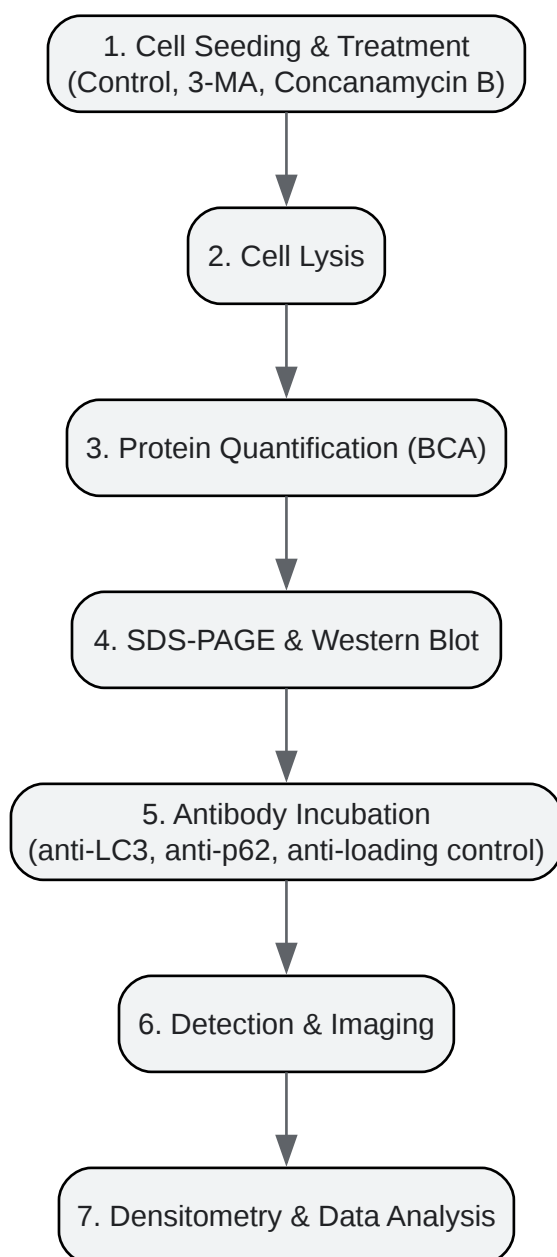 1. Cell Seeding & Treatment
(Control, 3-MA, Concanamycin B)
2. Cell Lysis
3. Protein Quantification (BCA)
4. SDS-PAGE & Western Blot
5. Antibody Incubation
(anti-LC3, anti-p62, anti-loading control)
6. Detection & Imaging
7. Densitometry & Data Analysis